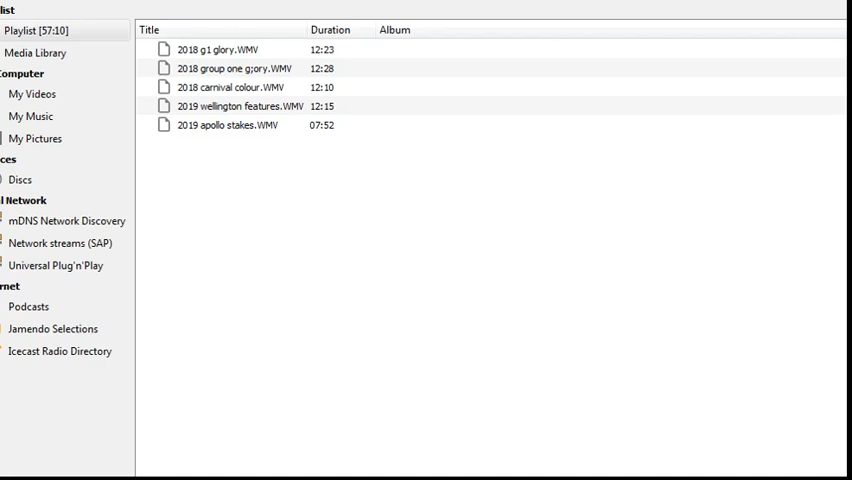 list
Playlist [57:10]
Media Library
Computer
My Videos
My Music
My Pictures
ces
Discs
l Network
mDNS Network Discovery
Network streams (SAP)
Universal Plug'n'Play
rnet
Podcasts
Jamendo Selections
Icecast Radio Directory
Title Duration Album
2018 g1 glory.WMV 12:23
2018 group one g;ory.WMV 12:28
2018 carnival colour.WMV 12:10
2019 wellington features.WMV 12:15
2019 apollo stakes.WMV 07:52